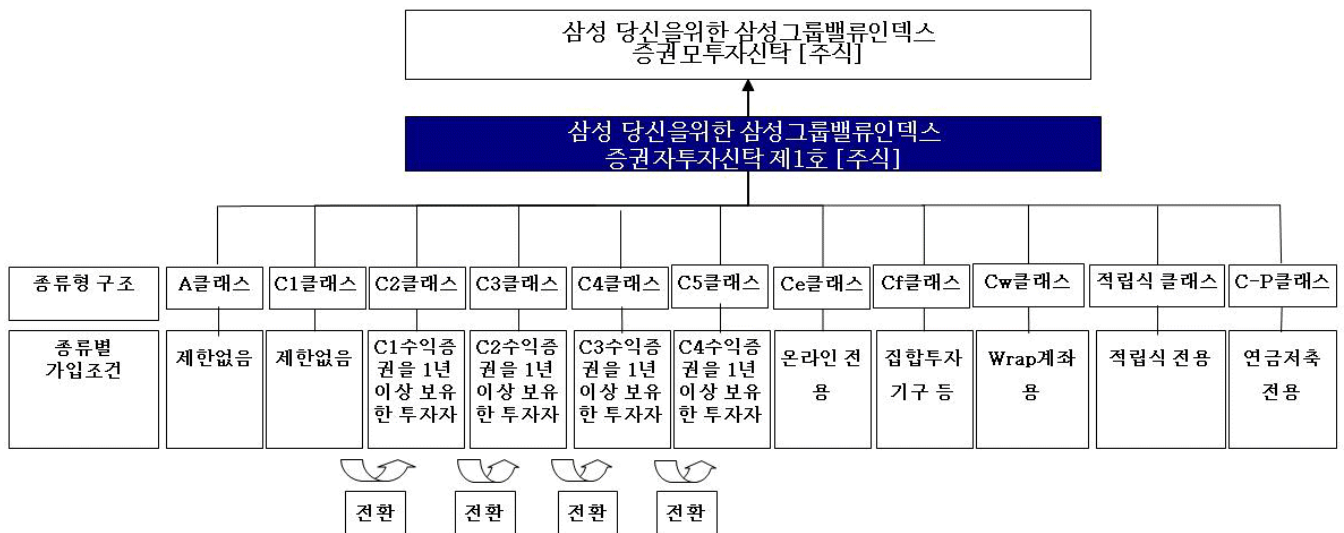 삼성 당신을위한 삼성그룹밸류인덱스
증권모투자신탁 [주식]
삼성 당신을위한 삼성그룹밸류인덱스
증권자투자신탁 제1호 [주식]
종류형 구조
A클래스
C1클래스
C2클래스
C3클래스
C4클래스
C5클래스
Ce클래스
Cf클래스
Cw클래스
적립식 클래스
C-P클래스
종류별
가입조건
제한없음
제한없음
C1수익증
권을 1년
이상 보유
한 투자자
C2수익증
권을 1년
이상 보유
한 투자자
C3수익증
권을 1년
이상 보유
한 투자자
C4수익증
권을 1년
이상 보유
한 투자자
온라인 전
용
집합투자
기구 등
Wrap계좌
용
적립식 전용
연금저축
전용
전환
전환
전환
전환